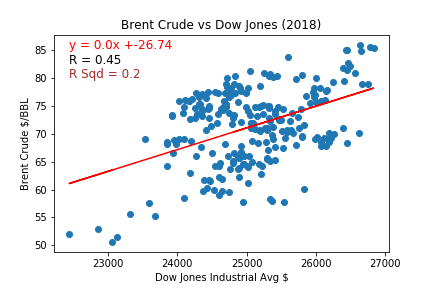 Brent Crude vs Dow Jones (2018)
y = 0.0x +-26.74
R = 0.45
R Sqd = 0.2
85
80
75
70
65
60
55
50
Brent Crude $/BBL
23000 24000 25000 26000 27000
Dow Jones Industrial Avg $